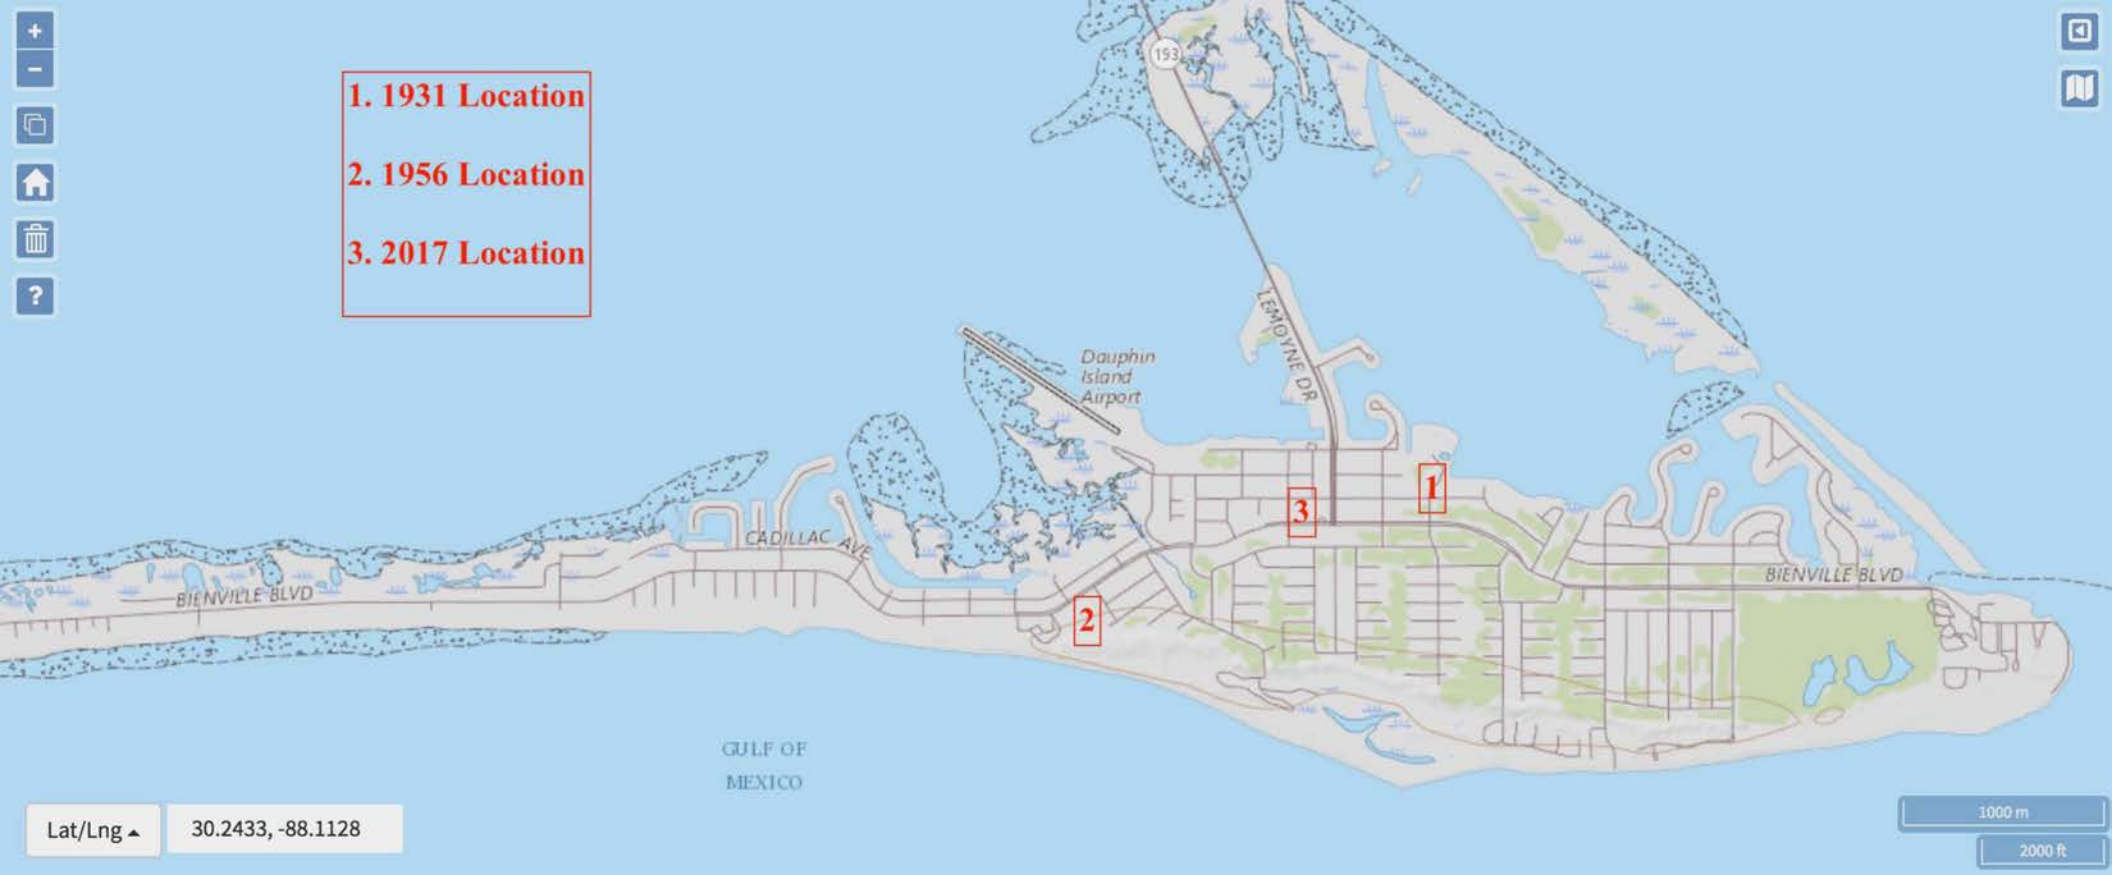 +
−
?
1. 1931 Location
2. 1956 Location
3. 2017 Location
193
LEMOYNE DR
Dauphin
Island
Airport
1
3
2
CADILLAC AVE
BIENVILLE BLVD
BIENVILLE BLVD
GULF OF
MEXICO
Lat/Lng
30.2433, -88.1128
1000 m
2000 ft